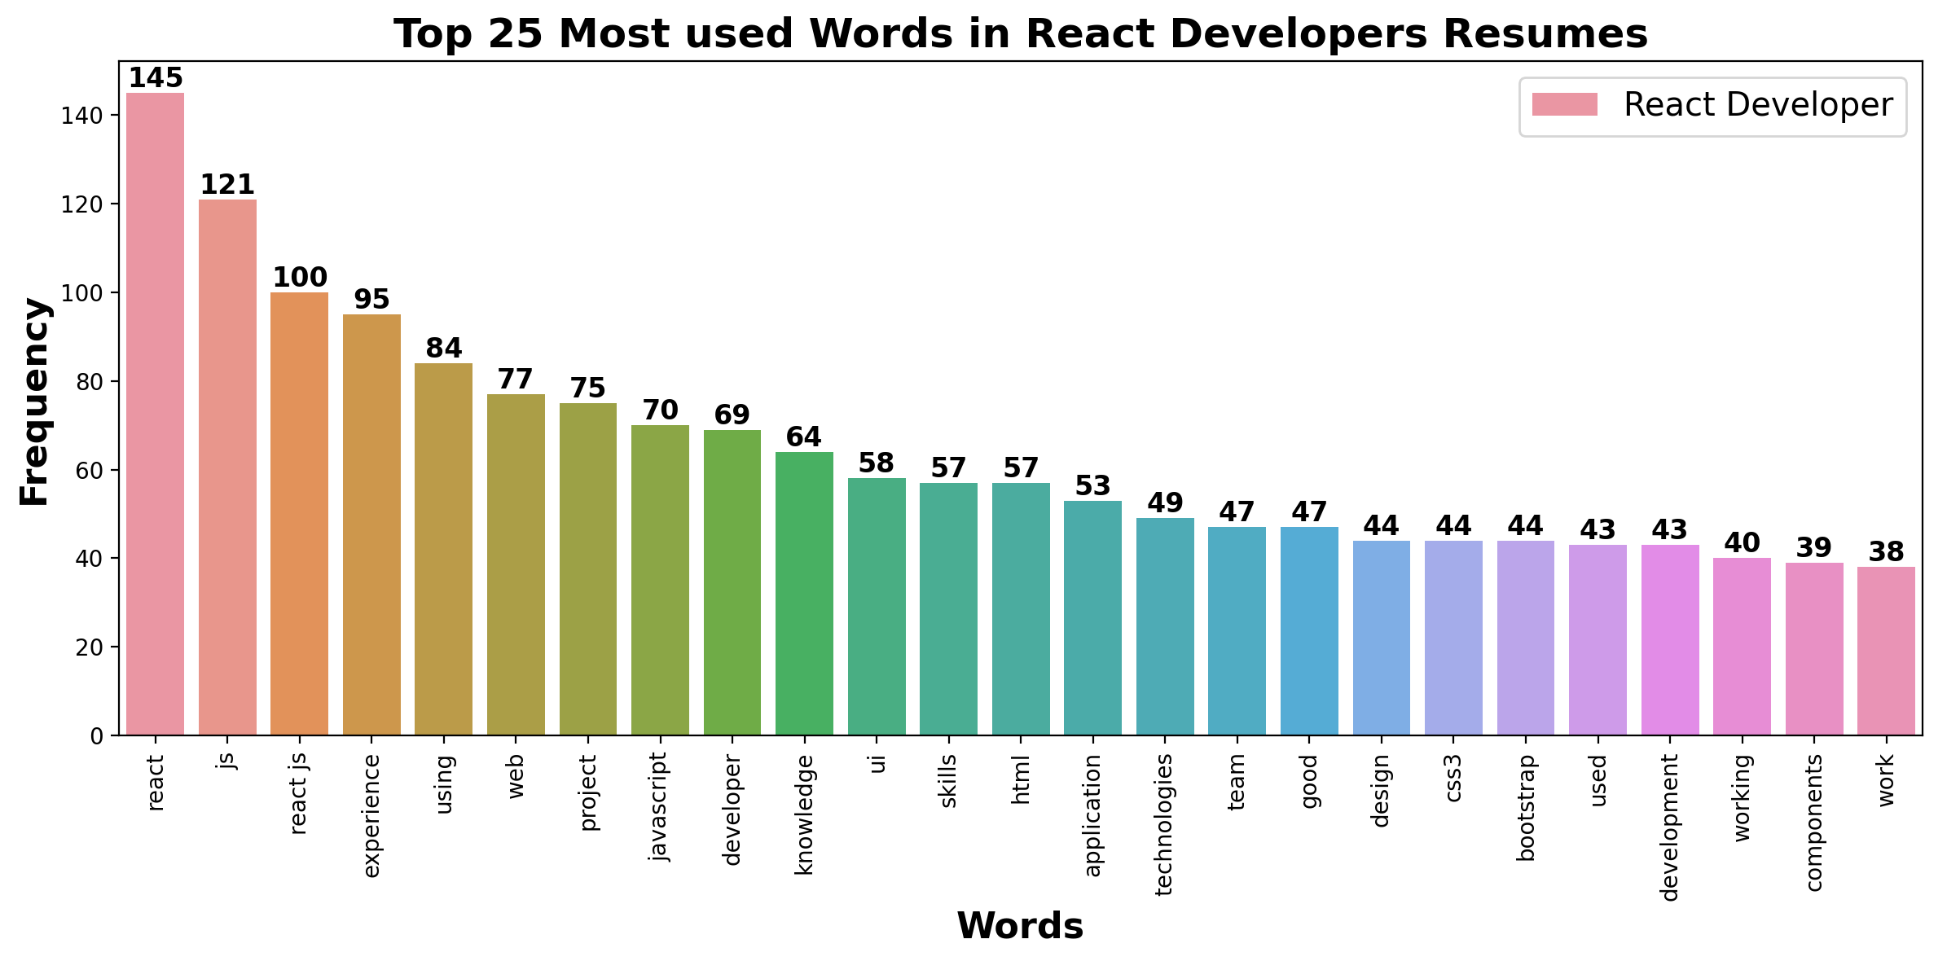 Top 25 Most used Words in React Developers Resumes
React Developer
145
121
100
95
84
77
75
70
69
64
58
57
57
53
49
47
47
44
44
44
43
43
40
39
38
Frequency
140
120
100
80
60
40
20
0
react
js
react js
experience
using
web
project
javascript
developer
knowledge
ui
skills
html
application
technologies
team
good
design
css3
bootstrap
used
development
working
components
work
Words